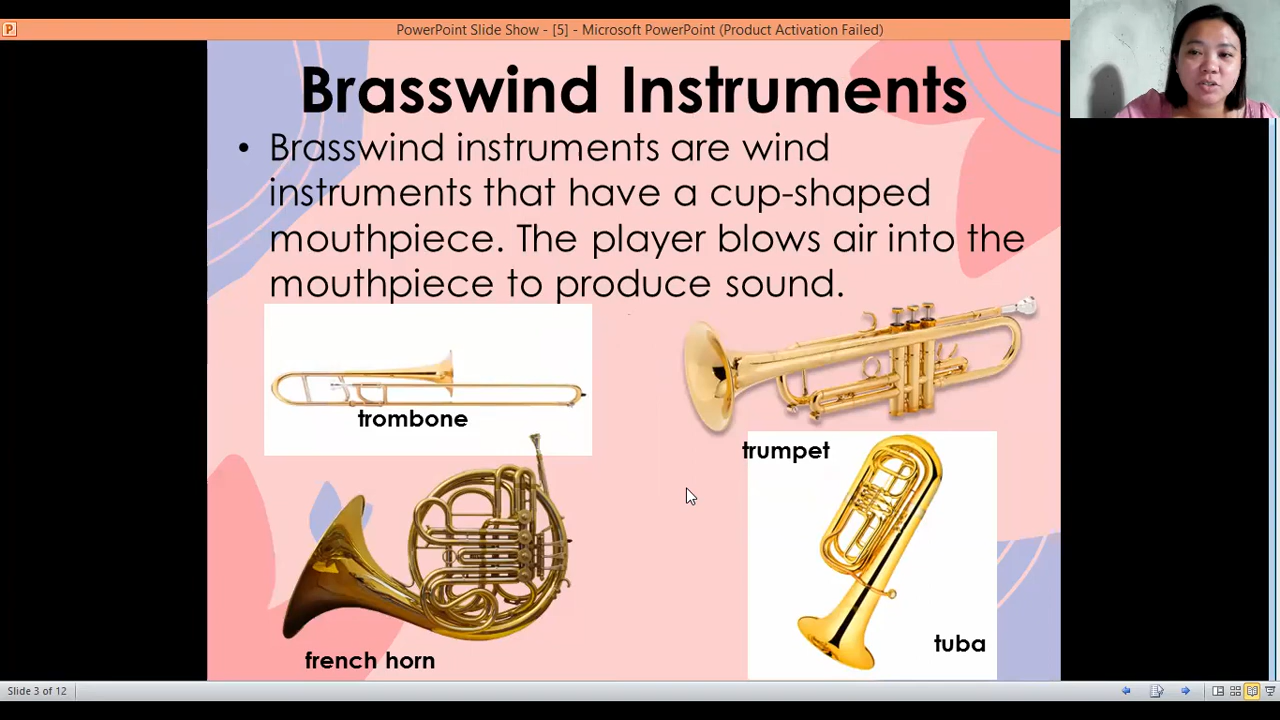 PowerPoint Slide Show - [5] - Microsoft PowerPoint (Product Activation Failed)
Brasswind Instruments
• Brasswind instruments are wind
instruments that have a cup-shaped
mouthpiece. The player blows air into the
mouthpiece to produce sound.
trombone
trumpet
french horn
tuba
Slide 3 of 12